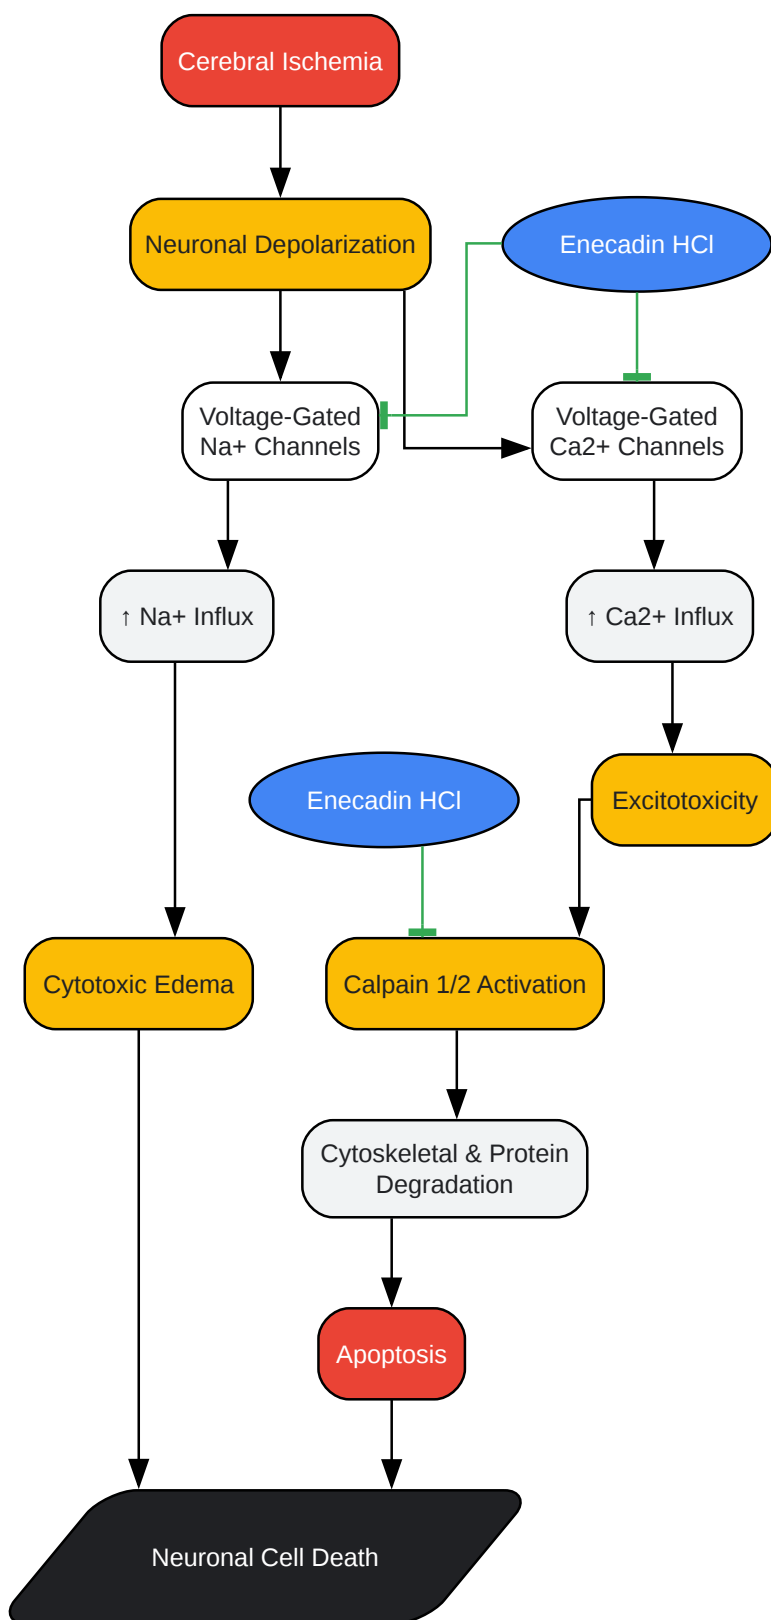 Cerebral Ischemia
Neuronal Depolarization
Enecadin HCl
Voltage-Gated
Na+ Channels
Voltage-Gated
Ca2+ Channels
↑ Na+ Influx
↑ Ca2+ Influx
Enecadin HCl
Excitotoxicity
Cytotoxic Edema
Calpain 1/2 Activation
Cytoskeletal & Protein
Degradation
Apoptosis
Neuronal Cell Death